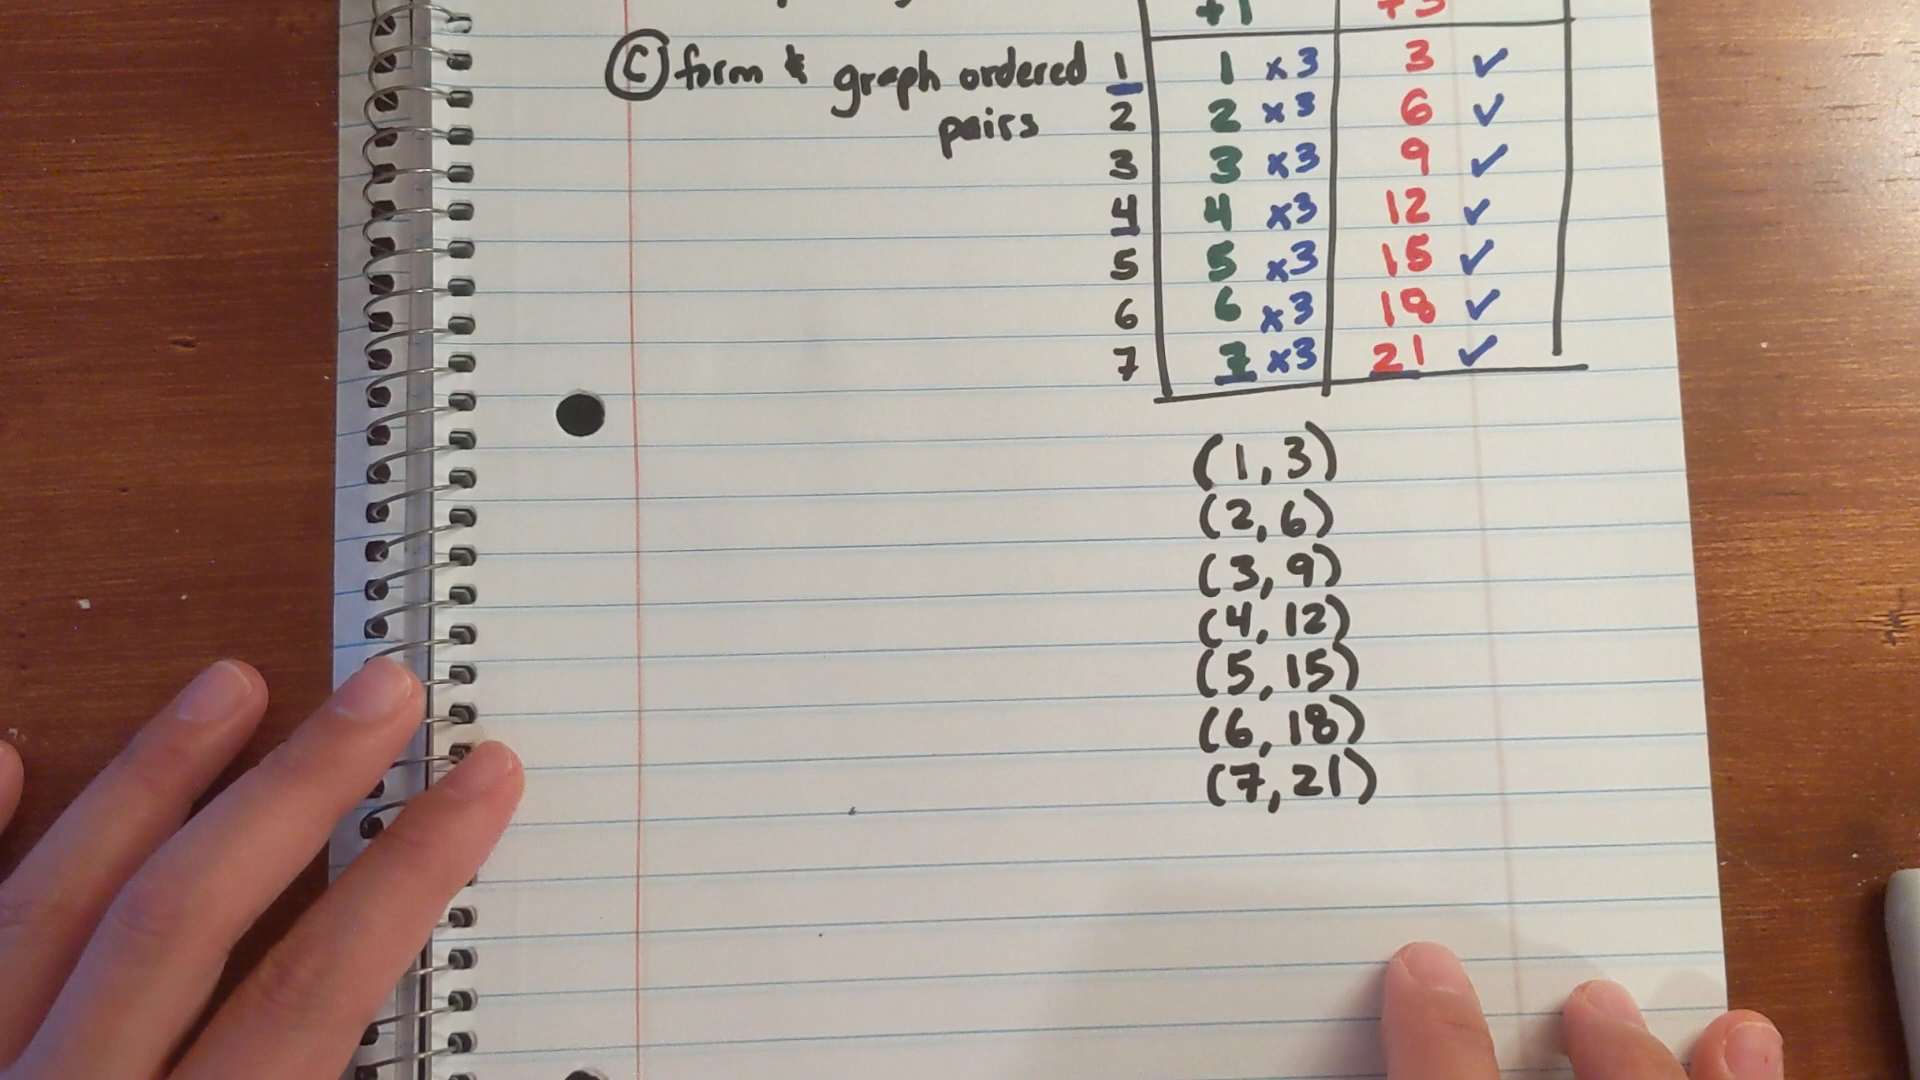 +1 +3
Ⓒ form & graph ordered
pairs
1 1 x3 3 ✓
2 2 x3 6 ✓
3 3 x3 9 ✓
4 4 x3 12 ✓
5 5 x3 15 ✓
6 6 x3 18 ✓
7 7 x3 21 ✓
(1,3)
(2,6)
(3,9)
(4,12)
(5,15)
(6,18)
(7,21)